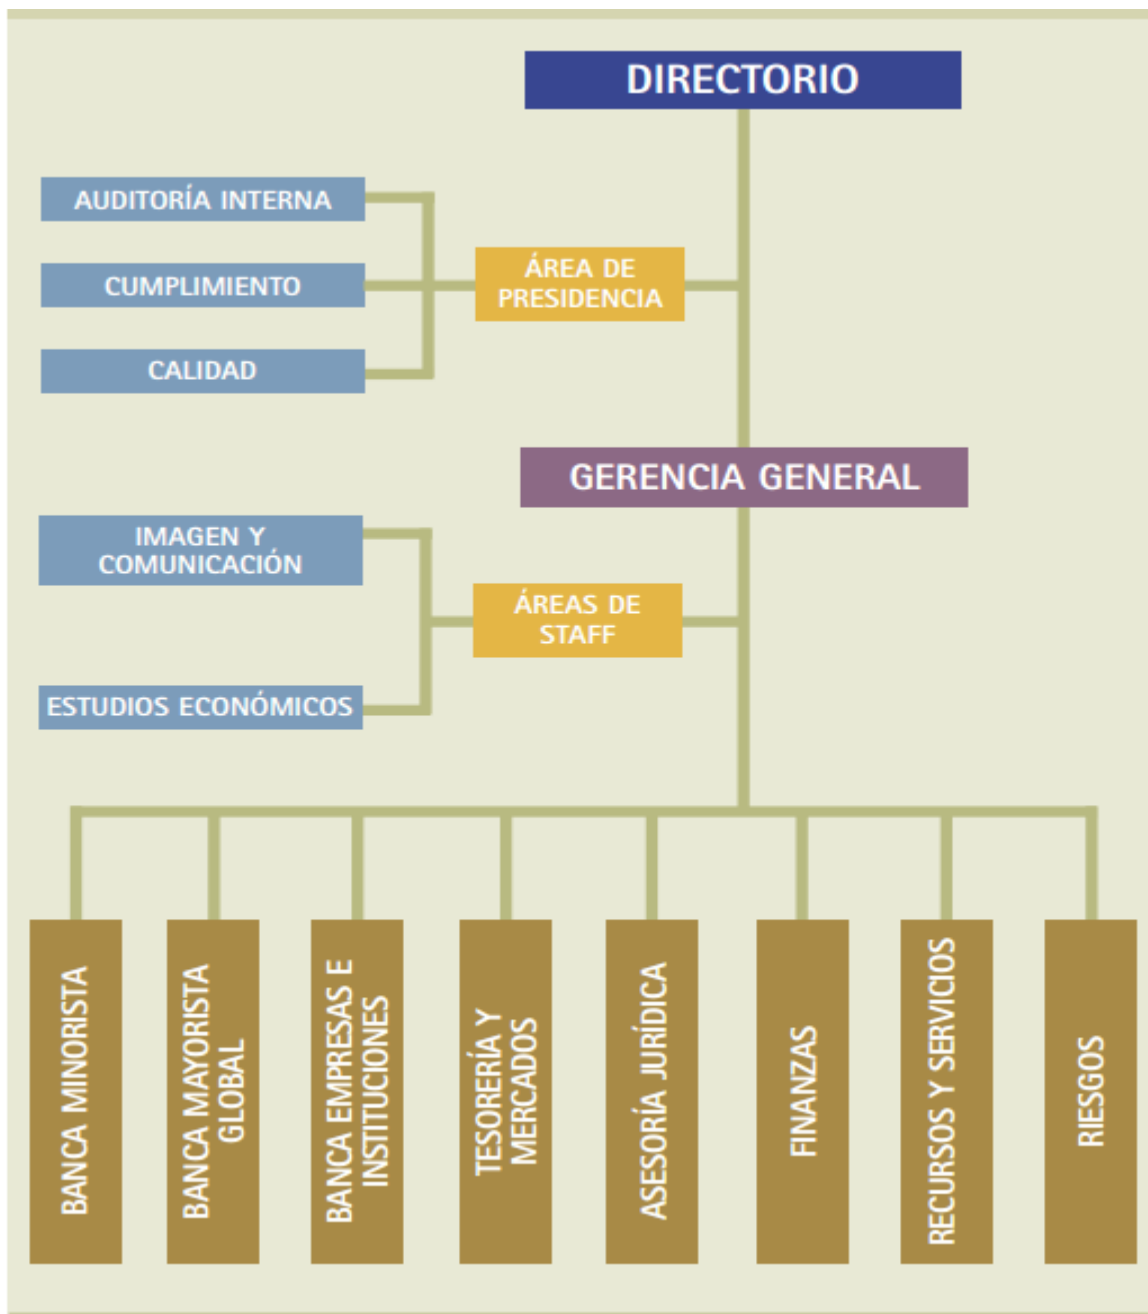 DIRECTORIO
AUDITORÍA INTERNA
CUMPLIMIENTO
CALIDAD
ÁREA DE
PRESIDENCIA
GERENCIA GENERAL
IMAGEN Y
COMUNICACIÓN
ESTUDIOS ECONÓMICOS
ÁREAS DE
STAFF
BANCA MINORISTA
BANCA MAYORISTA
GLOBAL
BANCA EMPRESAS E
INSTITUCIONES
TESORERÍA Y
MERCADOS
ASESORÍA JURÍDICA
FINANZAS
RECURSOS Y SERVICIOS
RIESGOS